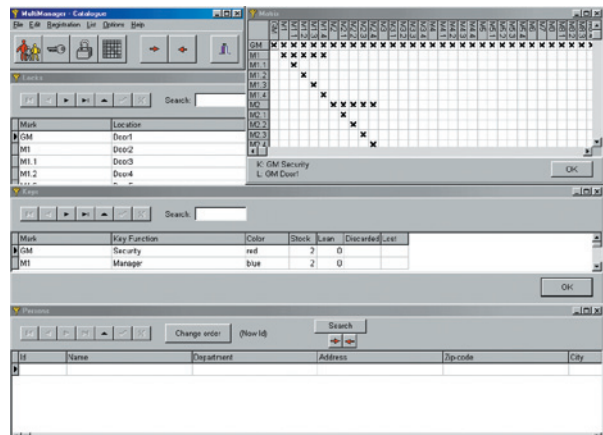 MultiManager - Catalogue
File Edit Registration List Options Help
Matrix
GM
M1
M1.1
M1.2
M1.3
M1.4
M2
M2.1
M2.2
M2.3
M2.4
K: GM Security
L: GM Door1
OK
Locks
Search:
Mark Location
GM Door1
M1 Door2
M1.1 Door3
M1.2 Door4
Keys
Search:
Mark Key Function Color Stock Loan Discarded Lost
GM Security red 2 0
M1 Manager blue 2 0
OK
Persons
Change order (Now Id) Search
Id Name Department Address Zip-code City